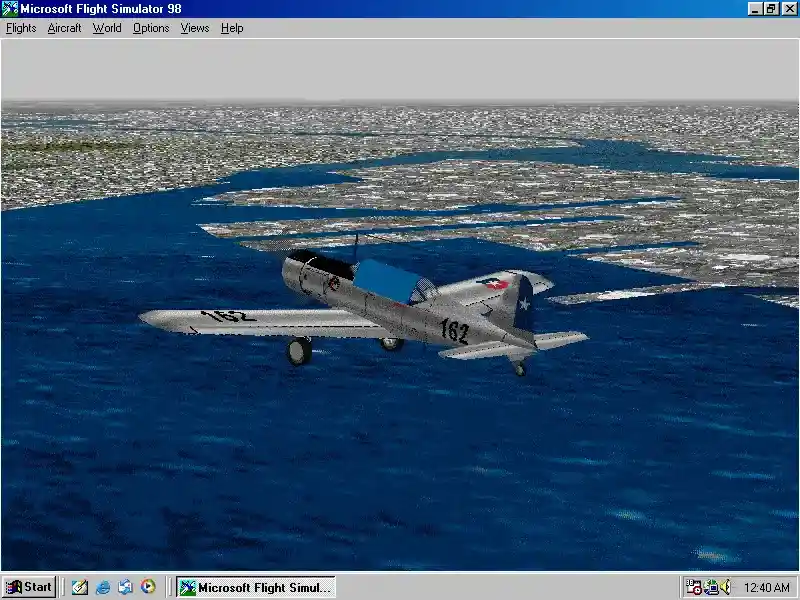 Microsoft Flight Simulator 98
Flights Aircraft World Options Views Help
162
162
Start Microsoft Flight Simul... 12:40 AM